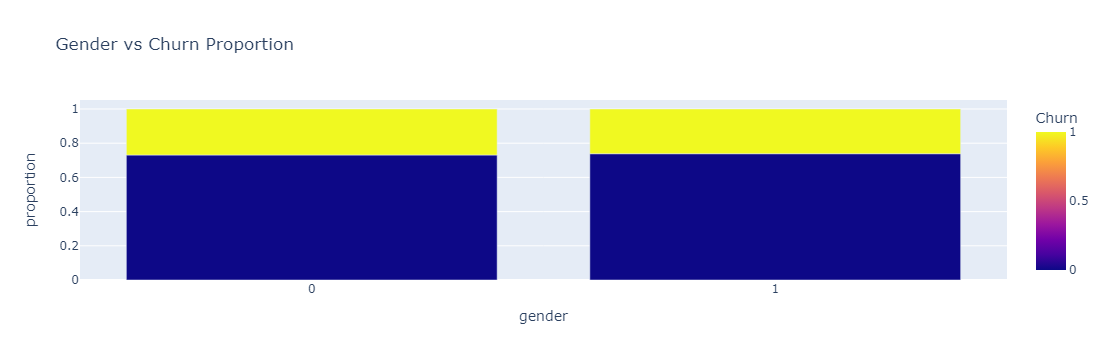 Gender vs Churn Proportion
proportion
1
0.8
0.6
0.4
0.2
0
0
1
gender
Churn
1
0.5
0